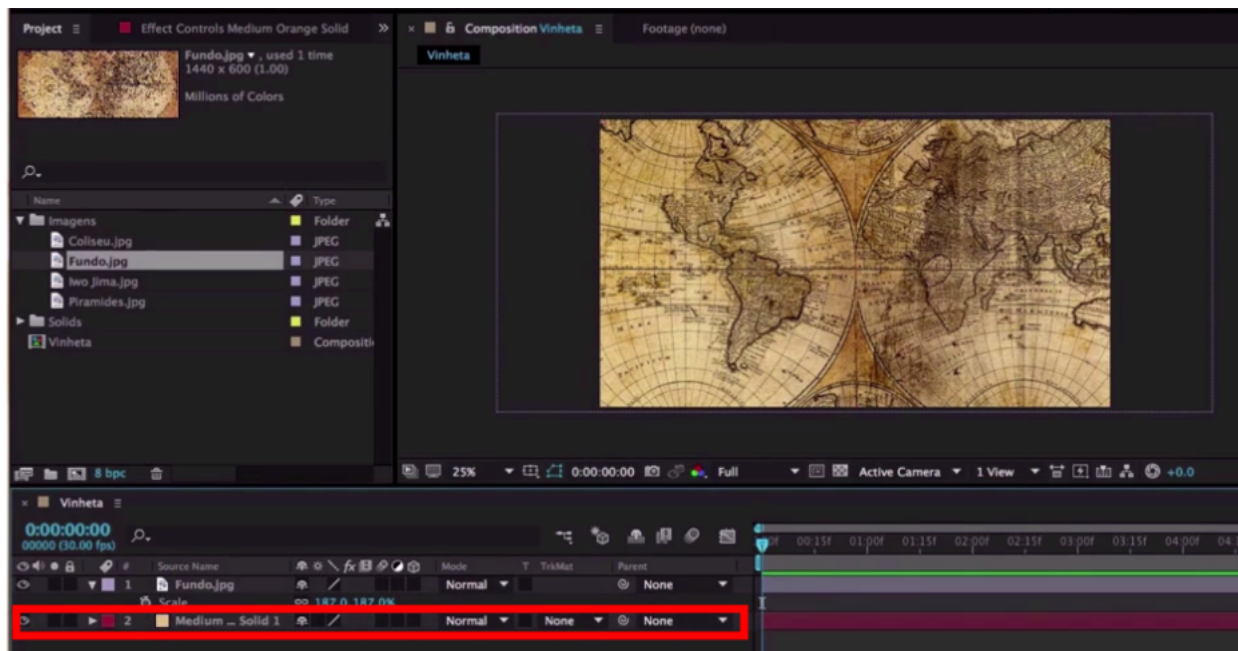 Project
Effect Controls Medium Orange Solid
Composition Vinheta
Footage (none)
Fundo.jpg , used 1 time
1440 x 600 (1.00)
Millions of Colors
Vinheta
Name
Type
Imagens
Folder
Coliseu.jpg
JPEG
Fundo.jpg
JPEG
Iwo Jima.jpg
JPEG
Piramides.jpg
JPEG
Solids
Folder
Vinheta
Compositi
8 bpc
25%
0:00:00:00
Full
Active Camera
1 View
+0.0
Vinheta
0:00:00:00
00000 (30.00 fps)
00:15f 01:00f 01:15f 02:00f 02:15f 03:00f 03:15f 04:00f
# Source Name
Mode
T TrkMat
Parent
1 Fundo.jpg
Normal
None
Scale
187.0, 187.0%
2 Medium ... Solid 1
Normal
None
None